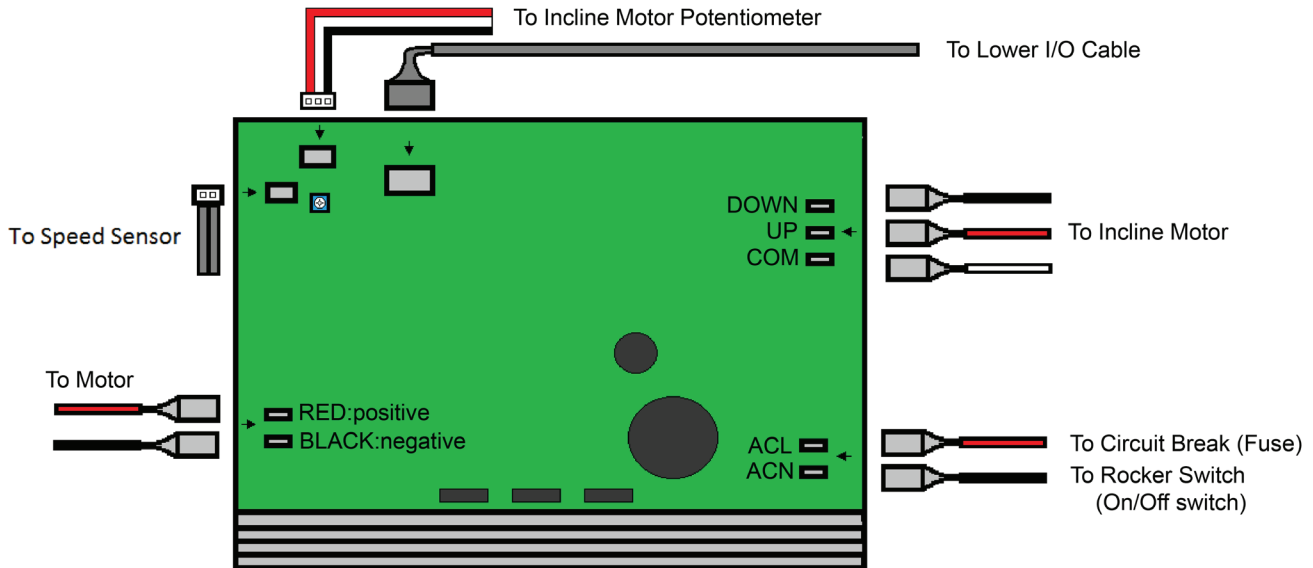 To Incline Motor Potentiometer
To Lower I/O Cable
To Speed Sensor
DOWN
UP
COM
To Incline Motor
To Motor
RED:positive
BLACK:negative
ACL
ACN
To Circuit Break (Fuse)
To Rocker Switch
(On/Off switch)